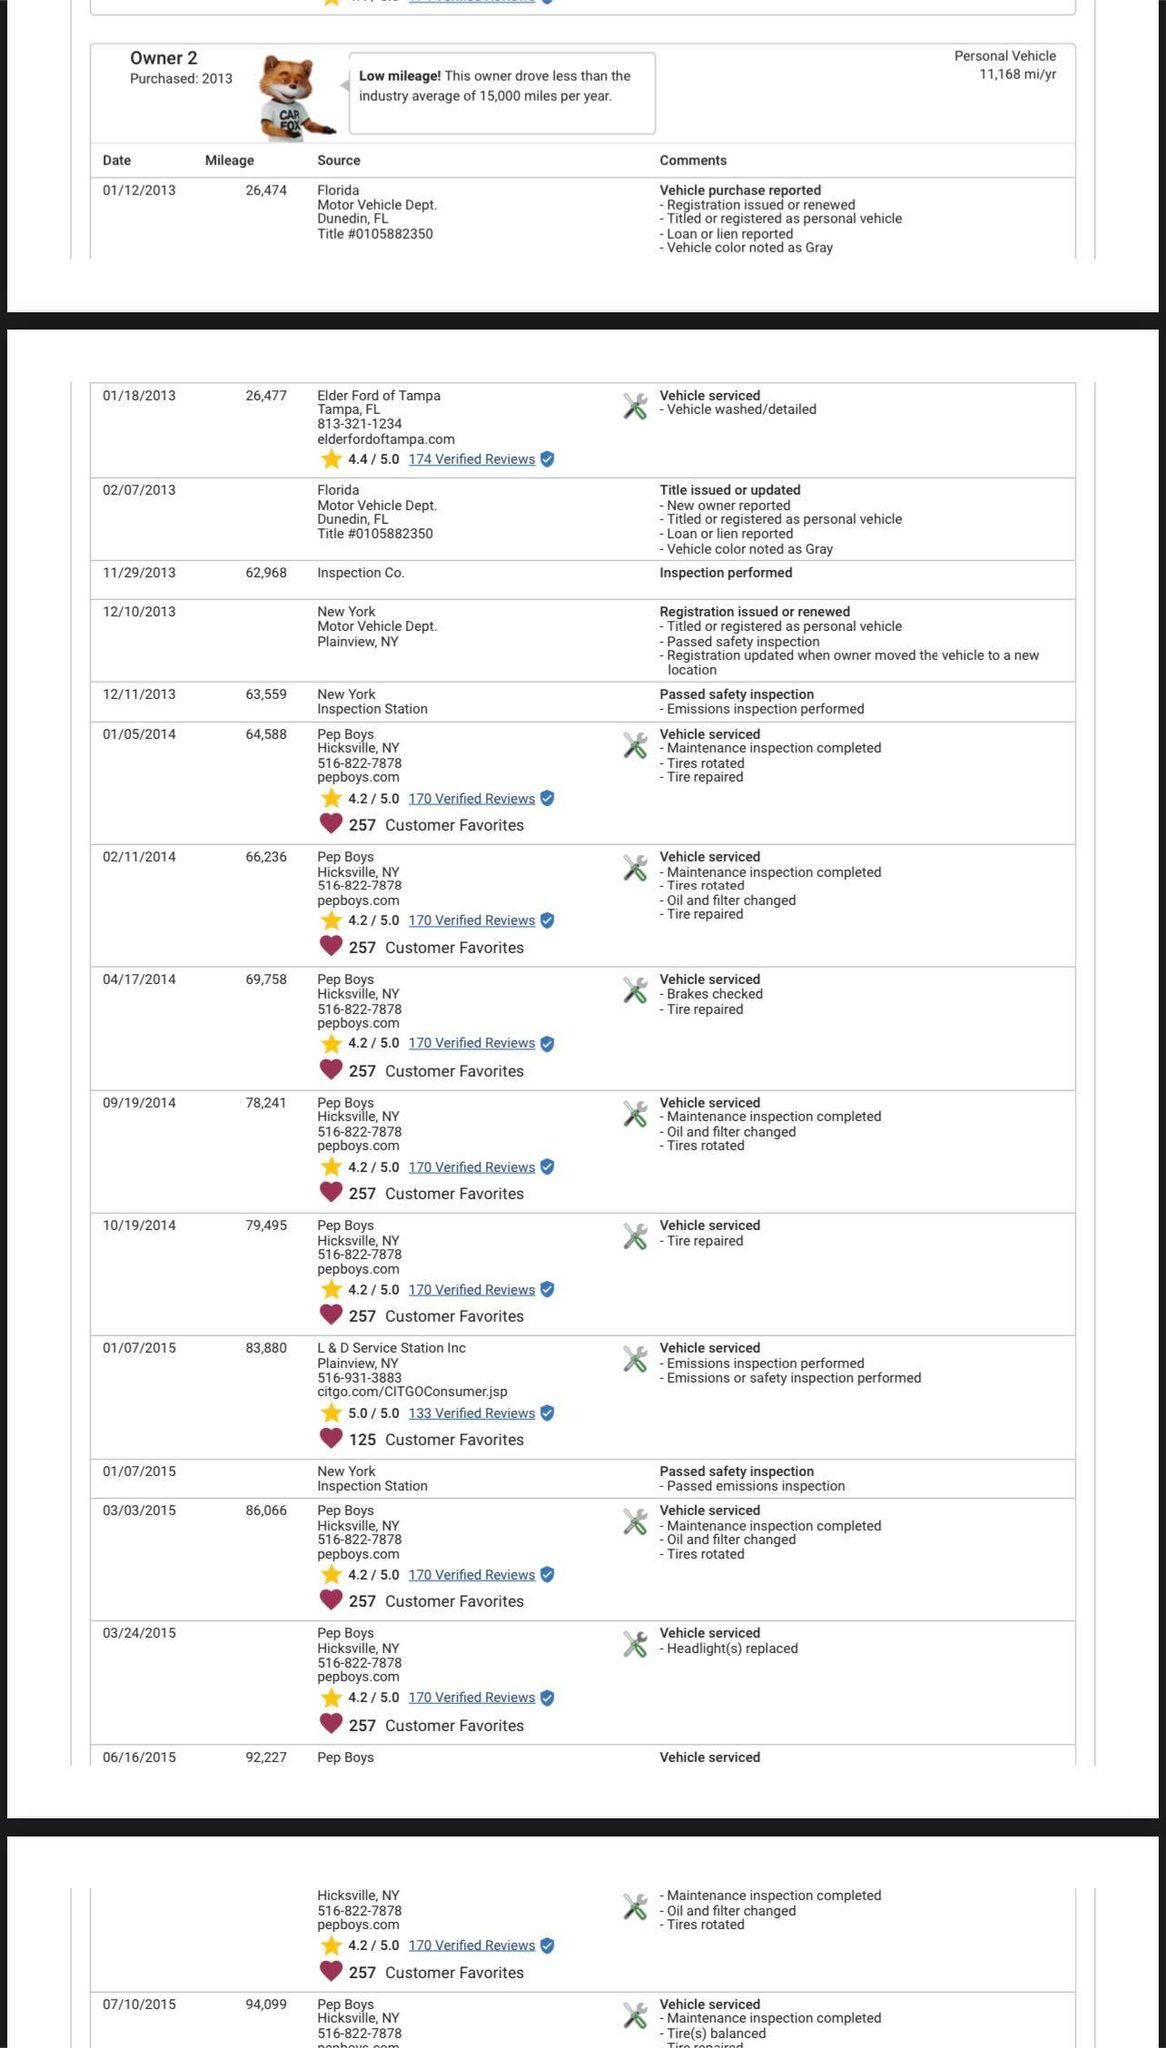 Verified Reviews
Owner 2
Purchased: 2013
CAR
FOX
Low mileage! This owner drove less than the
industry average of 15,000 miles per year.
Personal Vehicle
11,168 mi/yr
Date Mileage Source Comments
01/12/2013 26,474 Florida Vehicle purchase reported
Motor Vehicle Dept. - Registration issued or renewed
Dunedin, FL - Titled or registered as personal vehicle
Title #0105882350 - Loan or lien reported
- Vehicle color noted as Gray
01/18/2013 26,477 Elder Ford of Tampa Vehicle serviced
Tampa, FL - Vehicle washed/detailed
813-321-1234
elderfordoftampa.com
4.4 / 5.0 174 Verified Reviews
02/07/2013 Florida Title issued or updated
Motor Vehicle Dept. - New owner reported
Dunedin, FL - Titled or registered as personal vehicle
Title #0105882350 - Loan or lien reported
- Vehicle color noted as Gray
11/29/2013 62,968 Inspection Co. Inspection performed
12/10/2013 New York Registration issued or renewed
Motor Vehicle Dept. - Titled or registered as personal vehicle
Plainview, NY - Passed safety inspection
- Registration updated when owner moved the vehicle to a new
location
12/11/2013 63,559 New York Passed safety inspection
Inspection Station - Emissions inspection performed
01/05/2014 64,588 Pep Boys Vehicle serviced
Hicksville, NY - Maintenance inspection completed
516-822-7878 - Tires rotated
pepboys.com - Tire repaired
4.2 / 5.0 170 Verified Reviews
257 Customer Favorites
02/11/2014 66,236 Pep Boys Vehicle serviced
Hicksville, NY - Maintenance inspection completed
516-822-7878 - Tires rotated
pepboys.com - Oil and filter changed
- Tire repaired
4.2 / 5.0 170 Verified Reviews
257 Customer Favorites
04/17/2014 69,758 Pep Boys Vehicle serviced
Hicksville, NY - Brakes checked
516-822-7878 - Tire repaired
pepboys.com
4.2 / 5.0 170 Verified Reviews
257 Customer Favorites
09/19/2014 78,241 Pep Boys Vehicle serviced
Hicksville, NY - Maintenance inspection completed
516-822-7878 - Oil and filter changed
pepboys.com - Tires rotated
4.2 / 5.0 170 Verified Reviews
257 Customer Favorites
10/19/2014 79,495 Pep Boys Vehicle serviced
Hicksville, NY - Tire repaired
516-822-7878
pepboys.com
4.2 / 5.0 170 Verified Reviews
257 Customer Favorites
01/07/2015 83,880 L & D Service Station Inc Vehicle serviced
Plainview, NY - Emissions inspection performed
516-931-3883 - Emissions or safety inspection performed
citgo.com/CITGOConsumer.jsp
5.0 / 5.0 133 Verified Reviews
125 Customer Favorites
01/07/2015 New York Passed safety inspection
Inspection Station - Passed emissions inspection
03/03/2015 86,066 Pep Boys Vehicle serviced
Hicksville, NY - Maintenance inspection completed
516-822-7878 - Oil and filter changed
pepboys.com - Tires rotated
4.2 / 5.0 170 Verified Reviews
257 Customer Favorites
03/24/2015 Pep Boys Vehicle serviced
Hicksville, NY - Headlight(s) replaced
516-822-7878
pepboys.com
4.2 / 5.0 170 Verified Reviews
257 Customer Favorites
06/16/2015 92,227 Pep Boys Vehicle serviced
Hicksville, NY - Maintenance inspection completed
516-822-7878 - Oil and filter changed
pepboys.com - Tires rotated
4.2 / 5.0 170 Verified Reviews
257 Customer Favorites
07/10/2015 94,099 Pep Boys Vehicle serviced
Hicksville, NY - Maintenance inspection completed
516-822-7878 - Tire(s) balanced
pepboys.com - Tire repaired